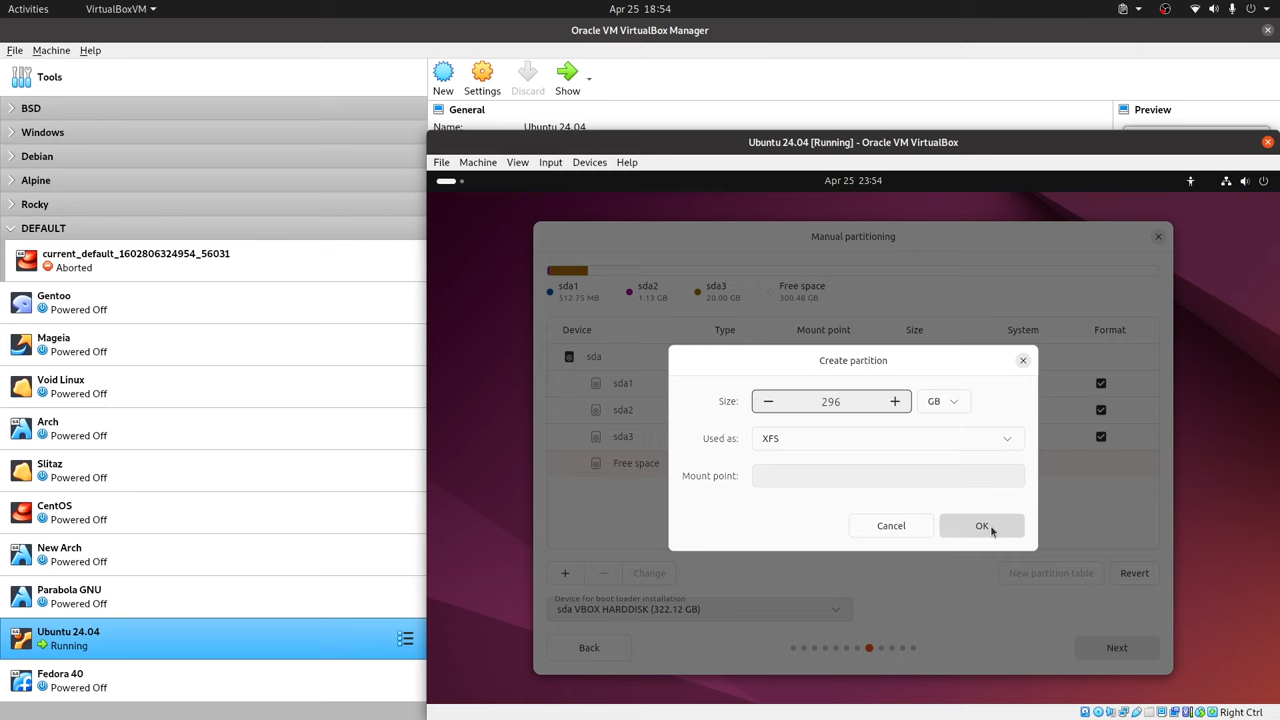 Activities
VirtualBoxVM
Apr 25 18:54
Oracle VM VirtualBox Manager
File
Machine
Help
Tools
New
Settings
Discard
Show
BSD
Windows
Debian
Alpine
Rocky
DEFAULT
current_default_1602806324954_56031
Aborted
Gentoo
Powered Off
Mageia
Powered Off
Void Linux
Powered Off
Arch
Powered Off
Slitaz
Powered Off
CentOS
Powered Off
New Arch
Powered Off
Parabola GNU
Powered Off
Ubuntu 24.04
Running
Fedora 40
Powered Off
General
Name: Ubuntu 24.04
Preview
Ubuntu 24.04 [Running] - Oracle VM VirtualBox
File
Machine
View
Input
Devices
Help
Apr 25 23:54
Manual partitioning
sda1
512.75 MB
sda2
1.13 GB
sda3
20.00 GB
Free space
300.48 GB
Device
Type
Mount point
Size
System
Format
sda
sda1
sda2
sda3
Free space
Create partition
Size:
296
GB
Used as:
XFS
Mount point:
Cancel
OK
Change
New partition table
Revert
Device for boot loader installation
sda VBOX HARDDISK (322.12 GB)
Back
Next
Right Ctrl